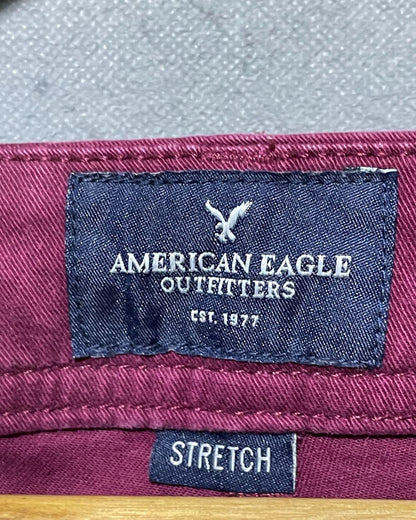 AMERICAN EAGLE
OUTFITTERS
EST. 1977
STRETCH